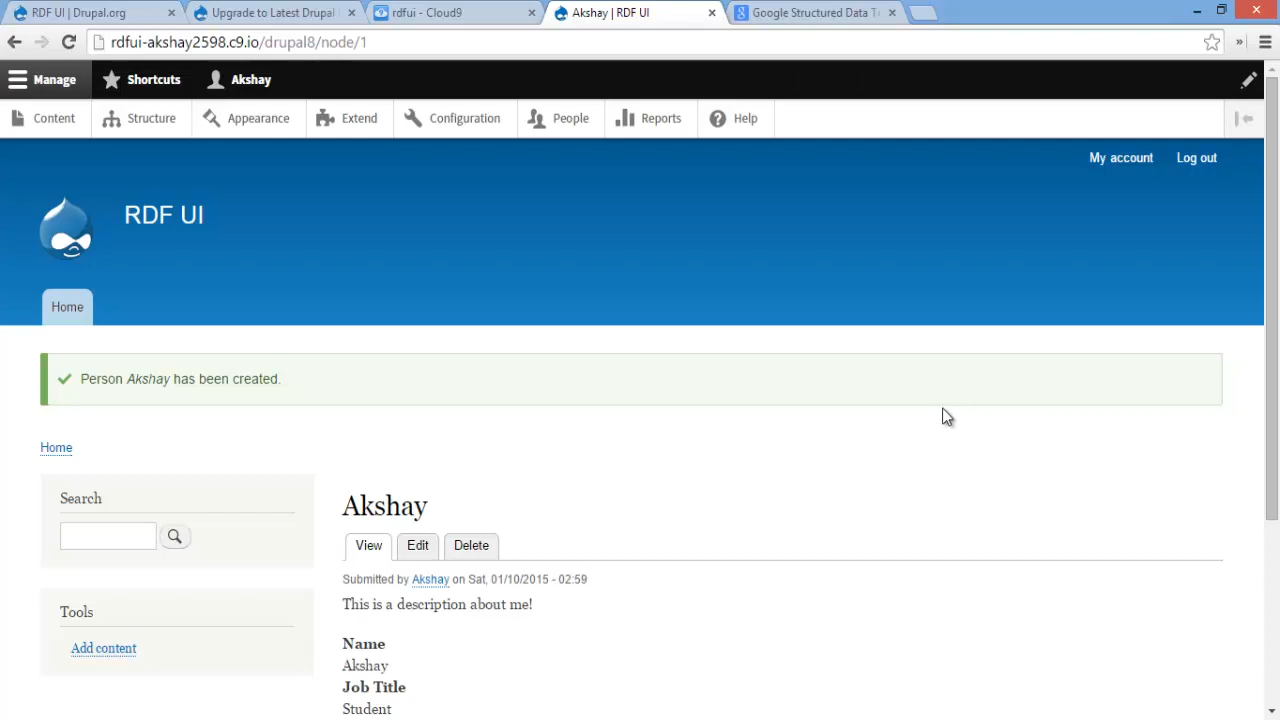 RDF UI | Drupal.org
Upgrade to Latest Drupal
rdfui - Cloud9
Akshay | RDF UI
Google Structured Data T
rdfui-akshay2598.c9.io/drupal8/node/1
Manage
Shortcuts
Akshay
Content
Structure
Appearance
Extend
Configuration
People
Reports
Help
My account
Log out
RDF UI
Home
Person Akshay has been created.
Home
Search
Akshay
View
Edit
Delete
Submitted by Akshay on Sat, 01/10/2015 - 02:59
This is a description about me!
Tools
Add content
Name
Akshay
Job Title
Student